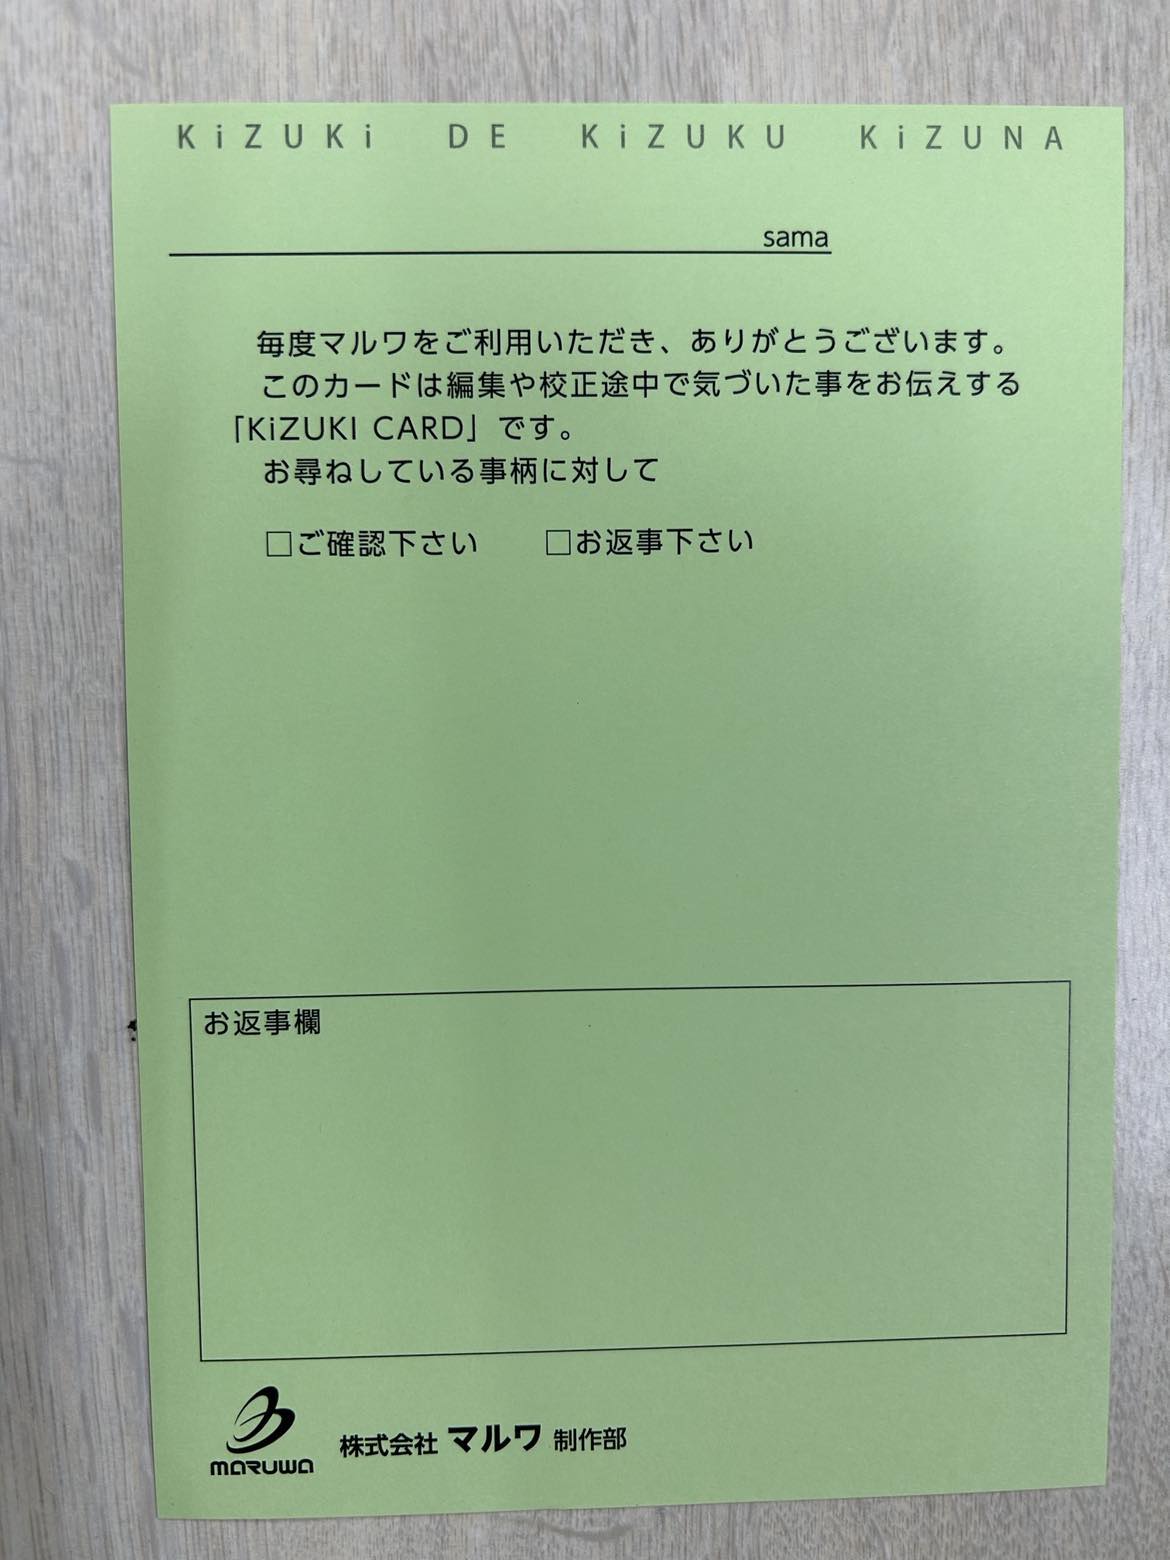 KiZUKi DE KiZUKU KiZUNA
sama
毎度マルワをご利用いただき、ありがとうございます。
このカードは編集や校正途中で気づいた事をお伝えする
「KiZUKI CARD」です。
お尋ねしている事柄に対して
□ご確認下さい □お返事下さい
お返事欄
maRUWa
株式会社 マルワ 制作部